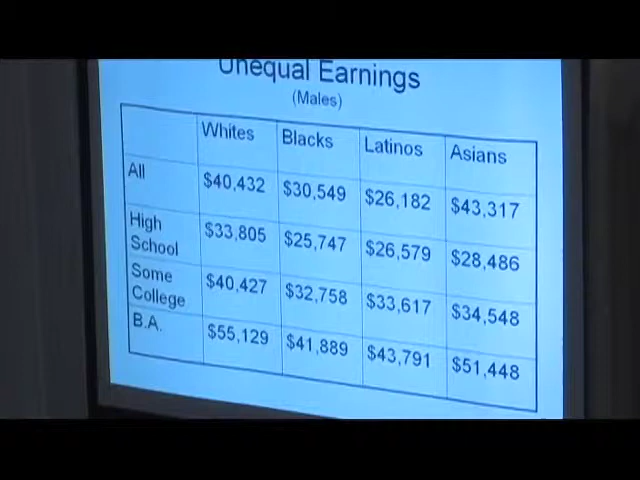 Unequal Earnings
(Males)
Whites Blacks Latinos Asians
All $40,432 $30,549 $26,182 $43,317
High School $33,805 $25,747 $26,579 $28,486
Some College $40,427 $32,758 $33,617 $34,548
B.A. $55,129 $41,889 $43,791 $51,448